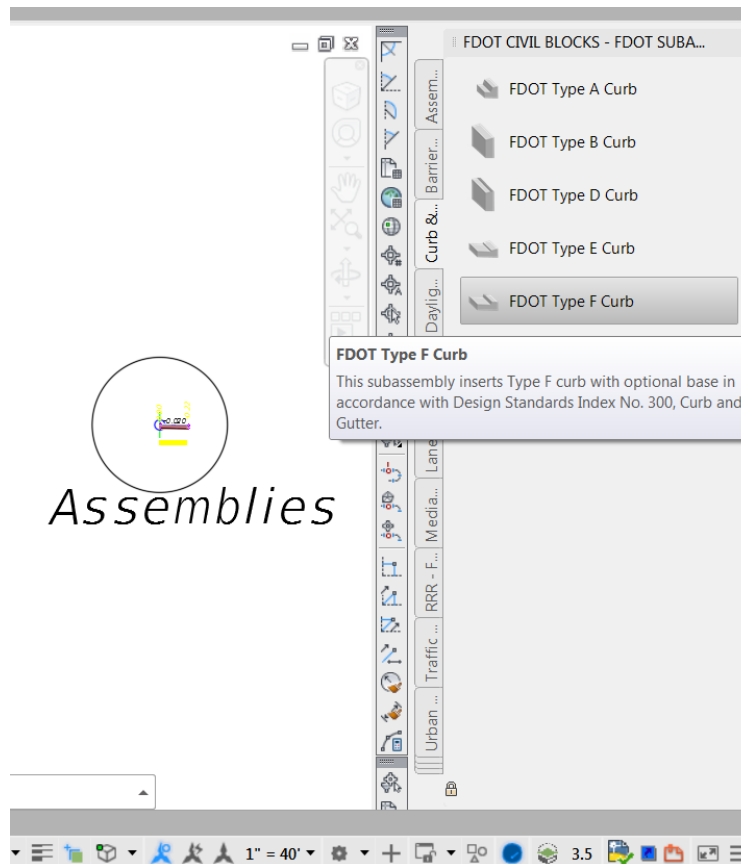 FDOT CIVIL BLOCKS - FDOT SUBA...
Assem...
FDOT Type A Curb
Barrier...
FDOT Type B Curb
FDOT Type D Curb
Curb &...
FDOT Type E Curb
Daylig...
FDOT Type F Curb
FDOT Type F Curb
This subassembly inserts Type F curb with optional base in
accordance with Design Standards Index No. 300, Curb and
Gutter.
Lane
Assemblies
Media...
RRR - F...
Traffic ...
Urban ...
1" = 40'
3.5